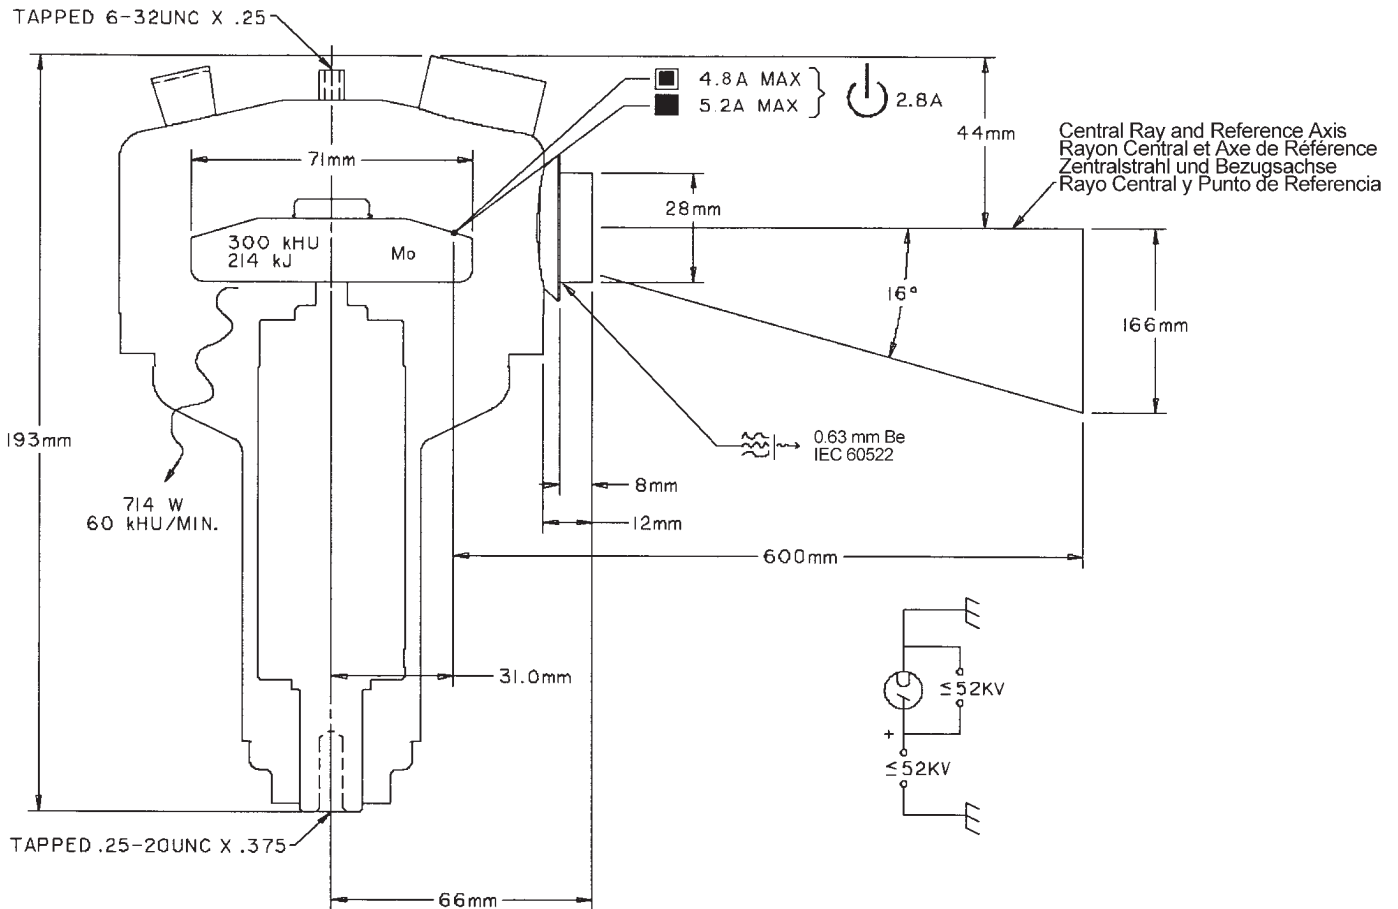 TAPPED 6-32UNC X .25
4.8A MAX
5.2A MAX
2.8A
44mm
Central Ray and Reference Axis
Rayon Central et Axe de Référence
Zentralstrahl und Bezugsachse
Rayo Central y Punto de Referencia
71mm
28mm
300 kHU
214 kJ
Mo
16°
166mm
193mm
0.63 mm Be
IEC 60522
8mm
714 W
60 kHU/MIN.
12mm
600mm
31.0mm
≤52KV
+
≤52KV
TAPPED .25-20UNC X .375
66mm